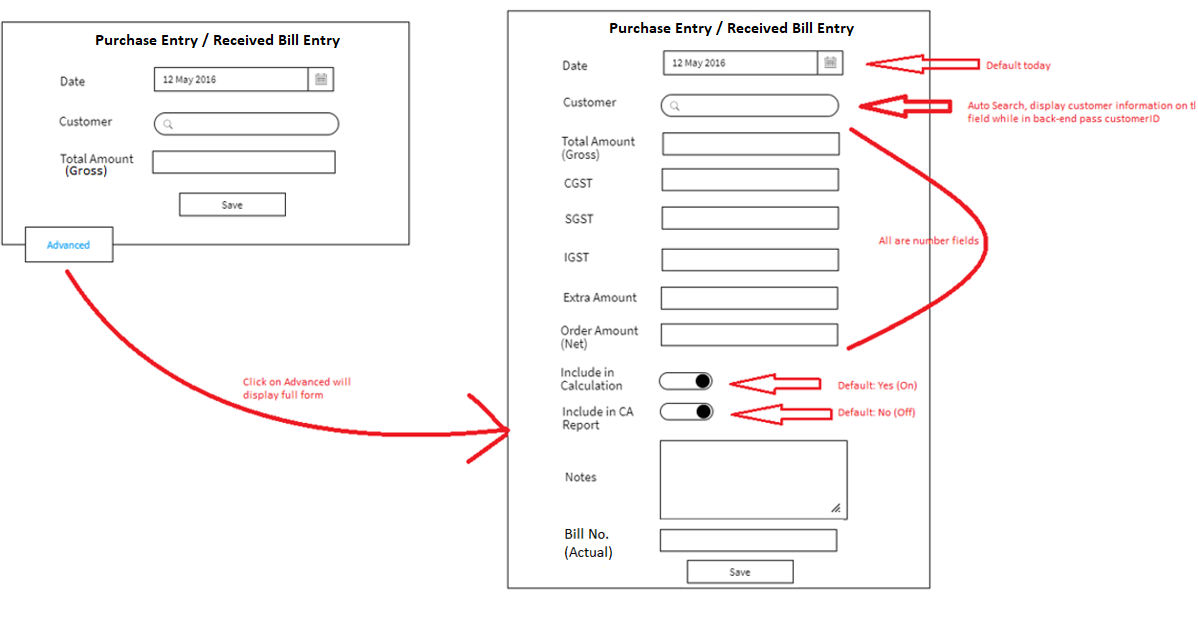 Purchase Entry / Received Bill Entry
Date
12 May 2016
Customer
Total Amount
(Gross)
Save
Advanced
Click on Advanced will
display full form
Purchase Entry / Received Bill Entry
Date
12 May 2016
Default today
Customer
Auto Search, display customer information on th
field while in back-end pass customerID
Total Amount
(Gross)
CGST
SGST
All are number fields
IGST
Extra Amount
Order Amount
(Net)
Include in
Calculation
Default: Yes (On)
Include in CA
Report
Default: No (Off)
Notes
Bill No.
(Actual)
Save